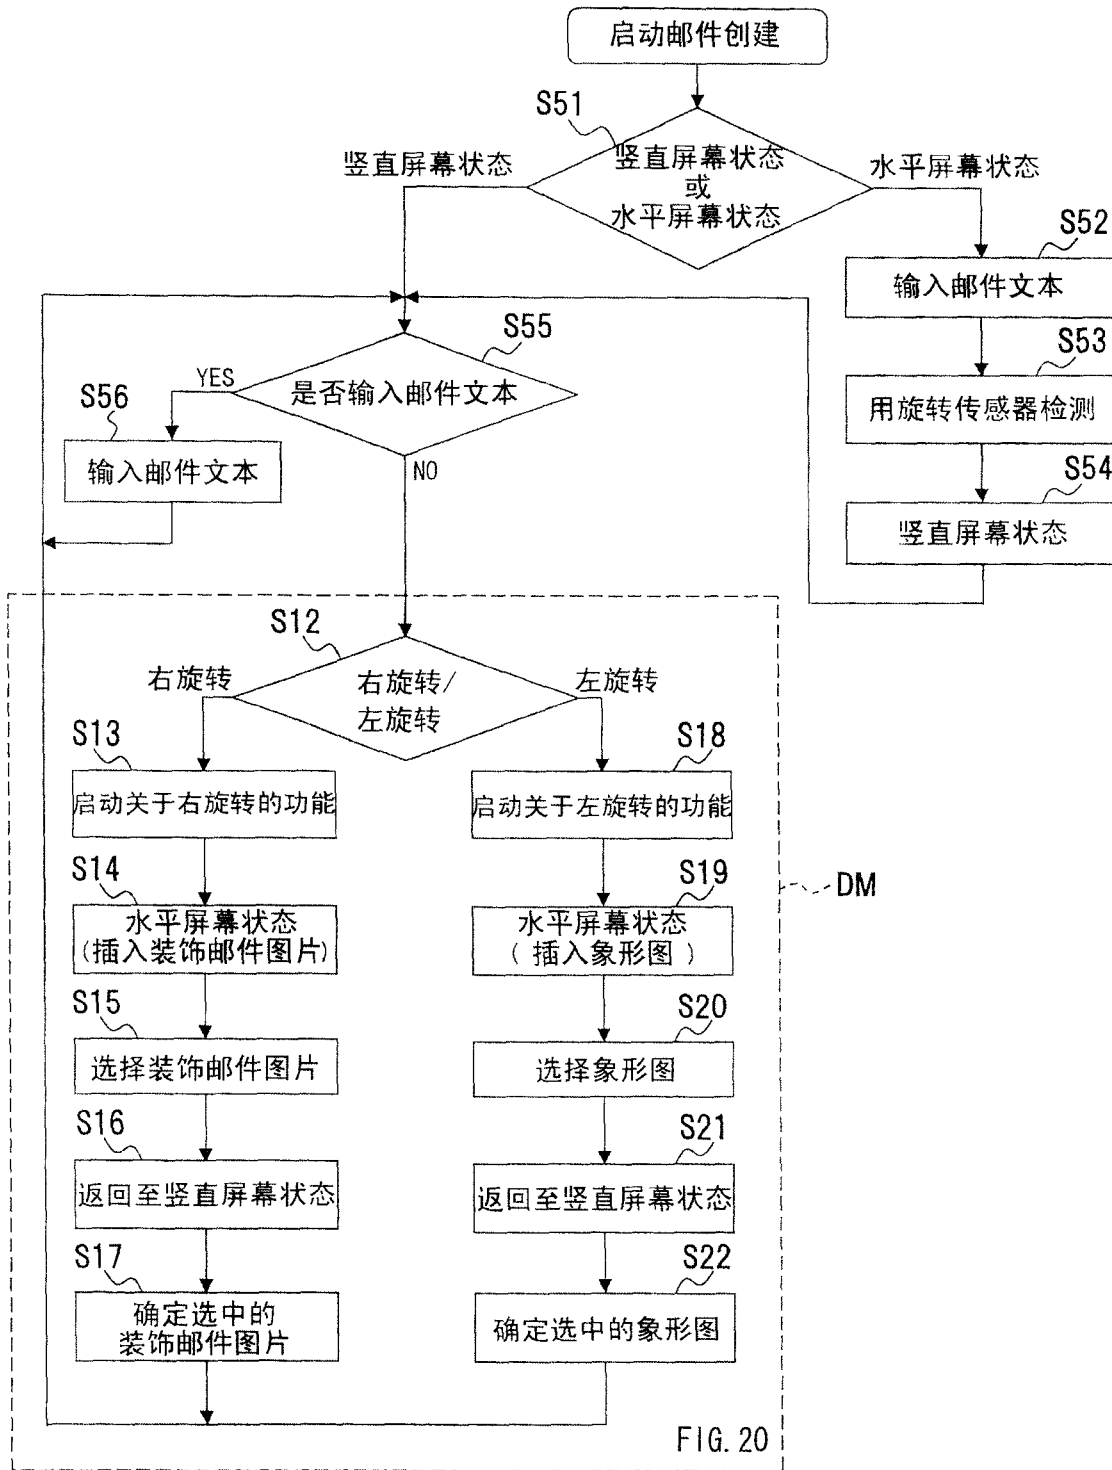 启动邮件创建
S51
竖直屏幕状态
竖直屏幕状态
或
水平屏幕状态
水平屏幕状态
S52
输入邮件文本
S53
用旋转传感器检测
S54
竖直屏幕状态
S55
是否输入邮件文本
YES
S56
输入邮件文本
NO
S12
右旋转
右旋转/
左旋转
左旋转
S13
启动关于右旋转的功能
S18
启动关于左旋转的功能
S14
水平屏幕状态
(插入装饰邮件图片)
S19
水平屏幕状态
( 插入象形图 )
DM
S15
选择装饰邮件图片
S20
选择象形图
S16
返回至竖直屏幕状态
S21
返回至竖直屏幕状态
S17
确定选中的
装饰邮件图片
S22
确定选中的象形图
FIG. 20